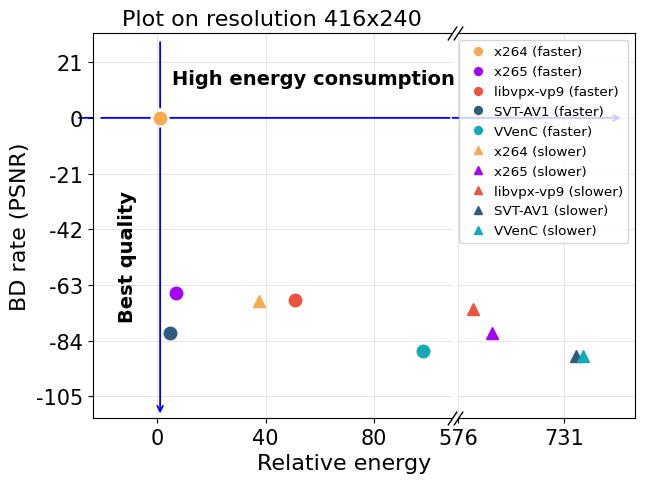 Plot on resolution 416x240
BD rate (PSNR)
21
0
-21
-42
-63
-84
-105
High energy consumption
Best quality
x264 (faster)
x265 (faster)
libvpx-vp9 (faster)
SVT-AV1 (faster)
VVenC (faster)
x264 (slower)
x265 (slower)
libvpx-vp9 (slower)
SVT-AV1 (slower)
VVenC (slower)
0 40 80 576 731
Relative energy